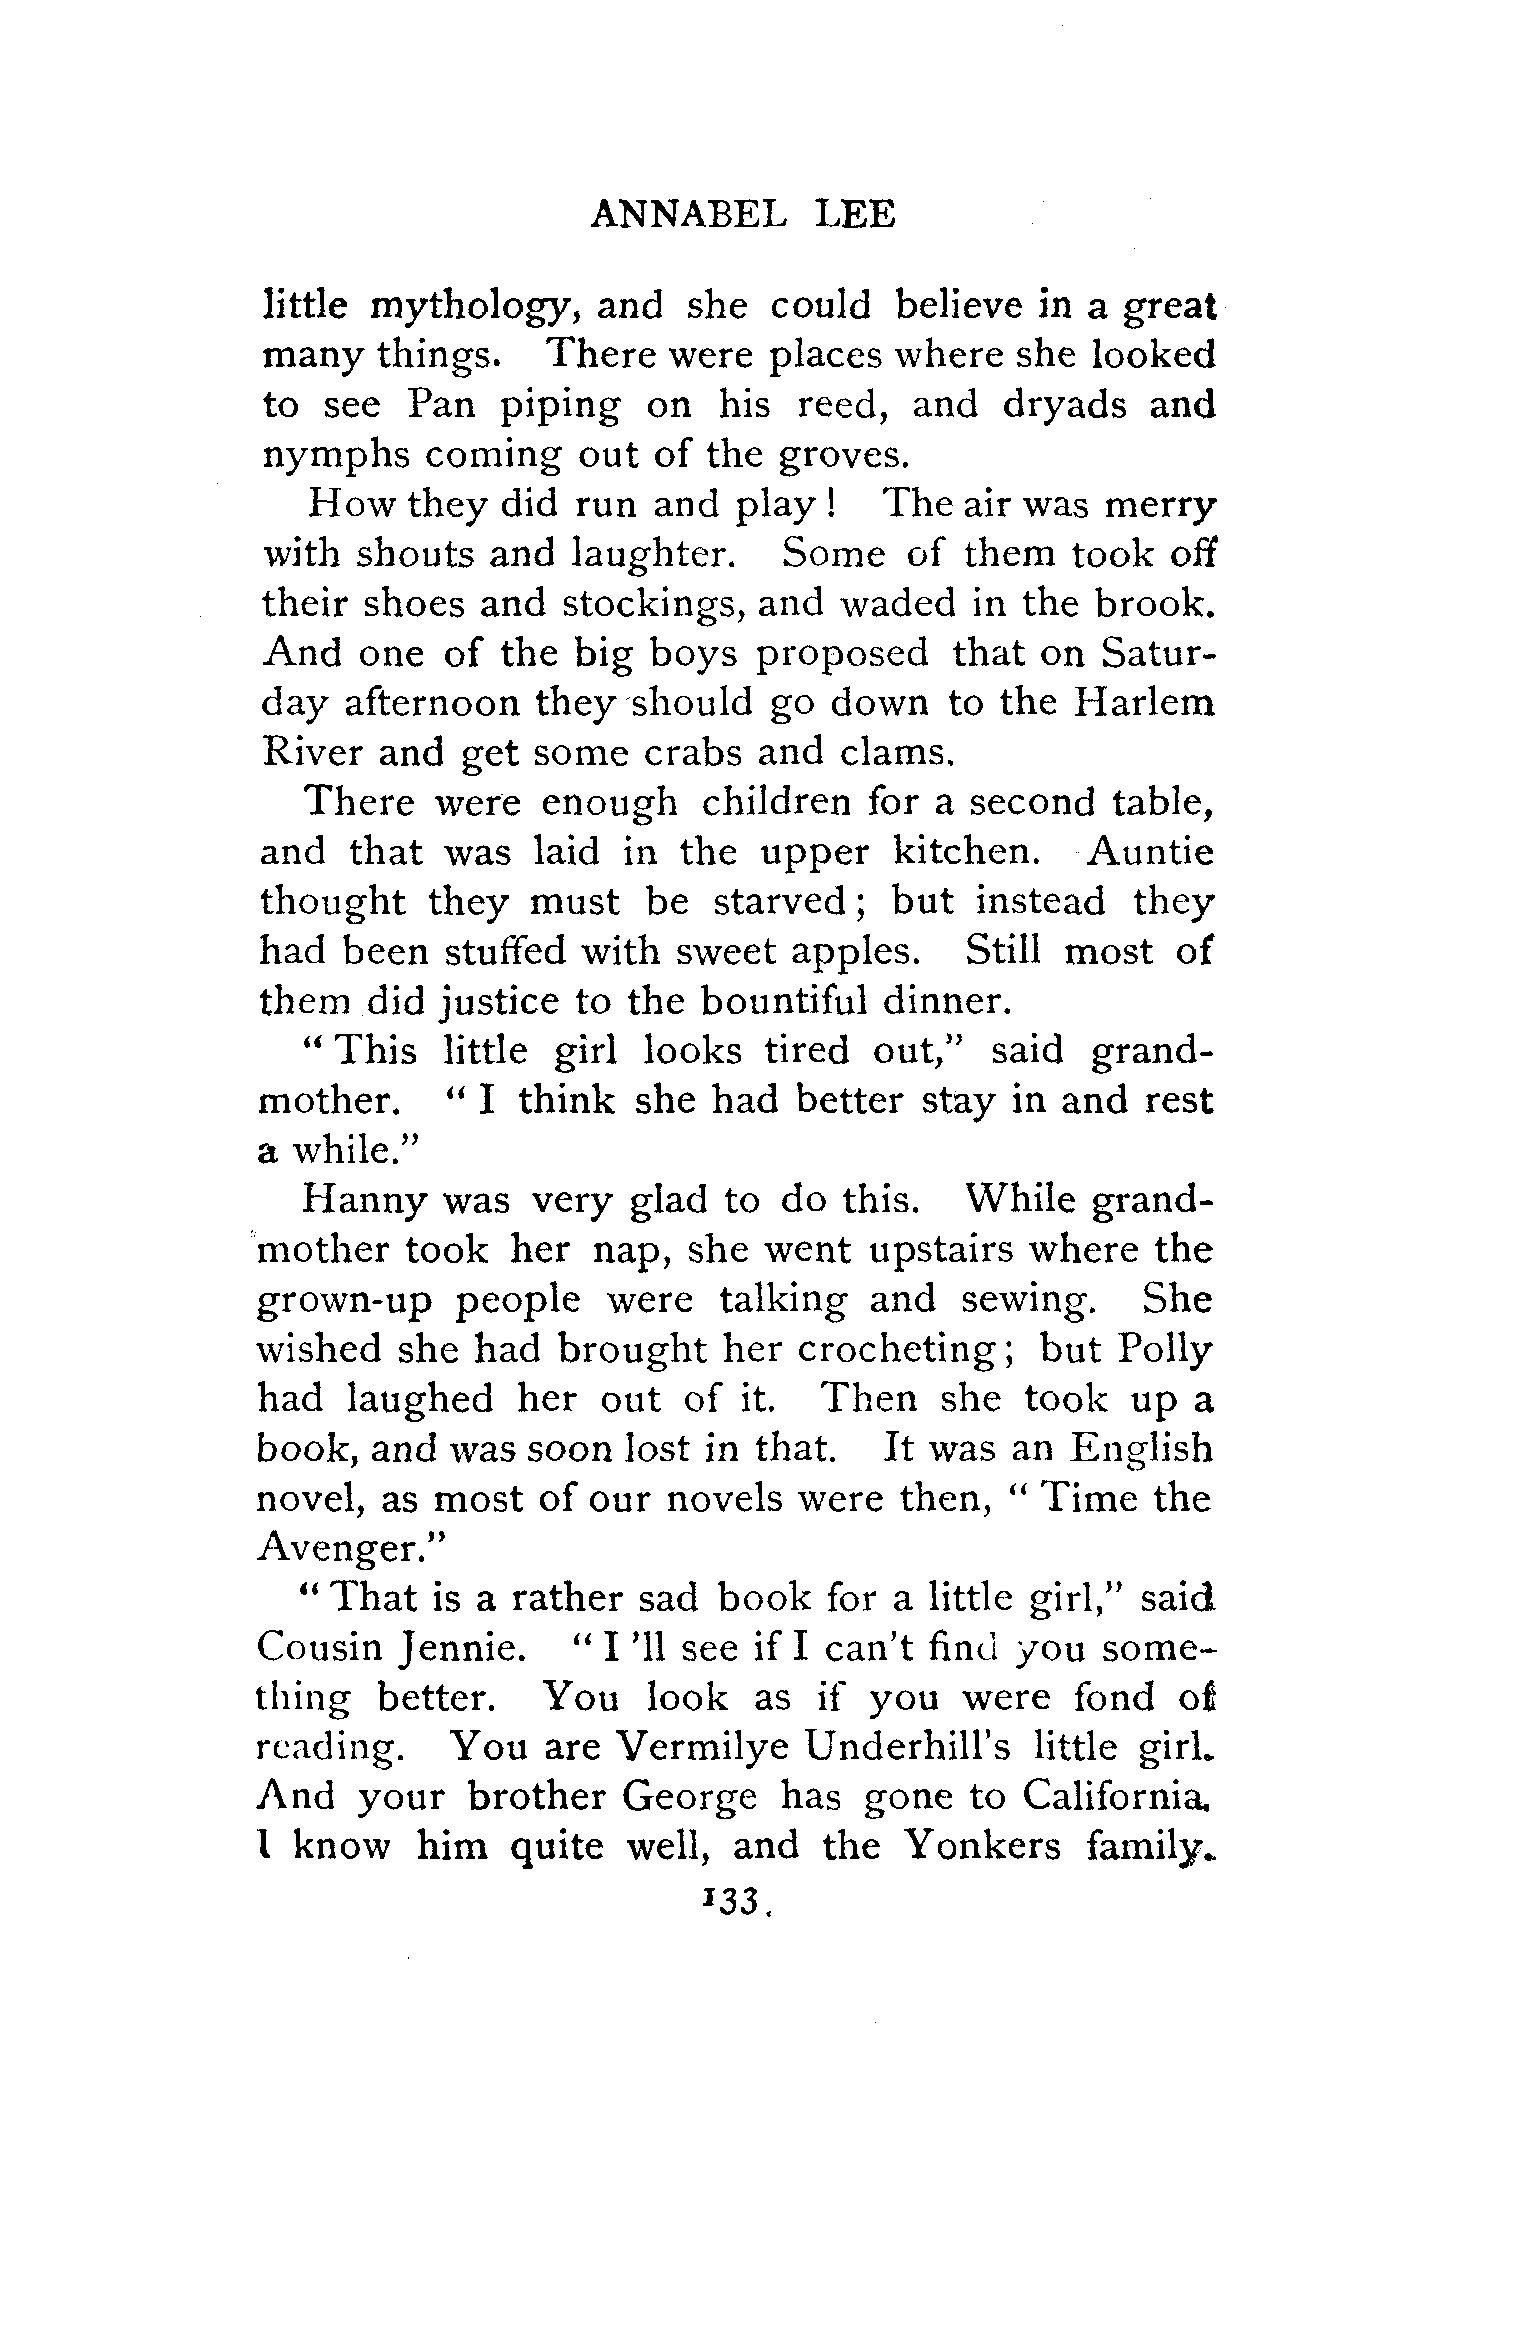 ANNABEL LEE
little mythology, and she could believe in a great
many things. There were places where she looked
to see Pan piping on his reed, and dryads and
nymphs coming out of the groves.
How they did run and play! The air was merry
with shouts and laughter. Some of them took off
their shoes and stockings, and waded in the brook.
And one of the big boys proposed that on Satur-
day afternoon they should go down to the Harlem
River and get some crabs and clams.
There were enough children for a second table,
and that was laid in the upper kitchen. Auntie
thought they must be starved; but instead they
had been stuffed with sweet apples. Still most of
them did justice to the bountiful dinner.
"This little girl looks tired out," said grand-
mother. "I think she had better stay in and rest
a while."
Hanny was very glad to do this. While grand-
mother took her nap, she went upstairs where the
grown-up people were talking and sewing. She
wished she had brought her crocheting; but Polly
had laughed her out of it. Then she took up a
book, and was soon lost in that. It was an English
novel, as most of our novels were then, "Time the
Avenger."
"That is a rather sad book for a little girl," said
Cousin Jennie. "I 'll see if I can't find you some-
thing better. You look as if you were fond of
reading. You are Vermilye Underhill's little girl.
And your brother George has gone to California.
I know him quite well, and the Yonkers family.
133.